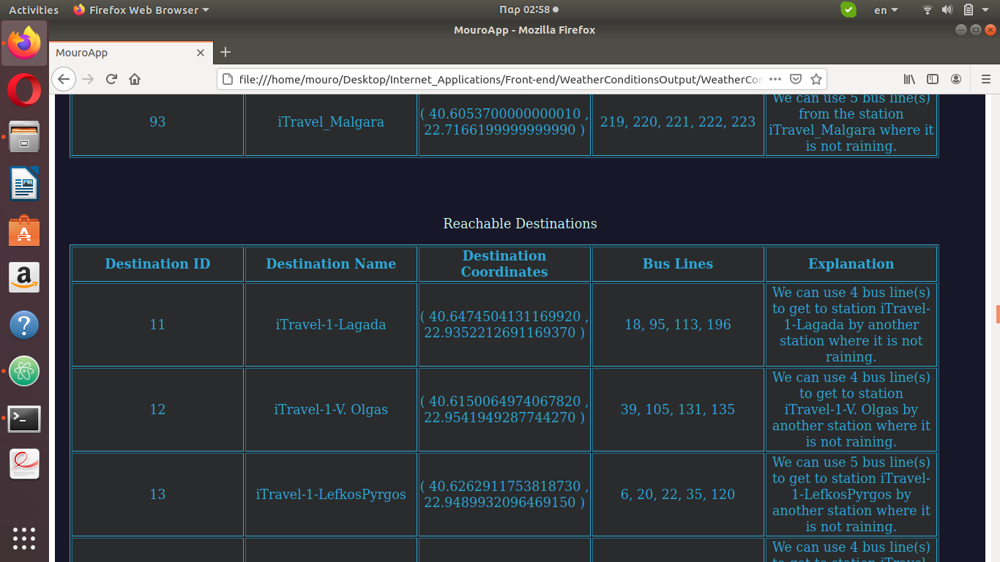 Activities
Firefox Web Browser
Παρ 02:58
en
MouroApp - Mozilla Firefox
MouroApp
file:///home/mouro/Desktop/Internet_Applications/Front-end/WeatherConditionsOutput/WeatherCon
93
iTravel_Malgara
( 40.6053700000000010 ,
22.7166199999999990 )
219, 220, 221, 222, 223
We can use 5 bus line(s)
from the station
iTravel_Malgara where it
is not raining.
Reachable Destinations
Destination ID
Destination Name
Destination
Coordinates
Bus Lines
Explanation
11
iTravel-1-Lagada
( 40.6474504131169920 ,
22.9352212691169370 )
18, 95, 113, 196
We can use 4 bus line(s)
to get to station iTravel-
1-Lagada by another
station where it is not
raining.
12
iTravel-1-V. Olgas
( 40.6150064974067820 ,
22.9541949287744270 )
39, 105, 131, 135
We can use 4 bus line(s)
to get to station
iTravel-1-V. Olgas by
another station where it
is not raining.
13
iTravel-1-LefkosPyrgos
( 40.6262911753818730 ,
22.9489932096469150 )
6, 20, 22, 35, 120
We can use 5 bus line(s)
to get to station iTravel-
1-LefkosPyrgos by
another station where it
is not raining.
We can use 4 bus line(s)
to get to station iTravel-